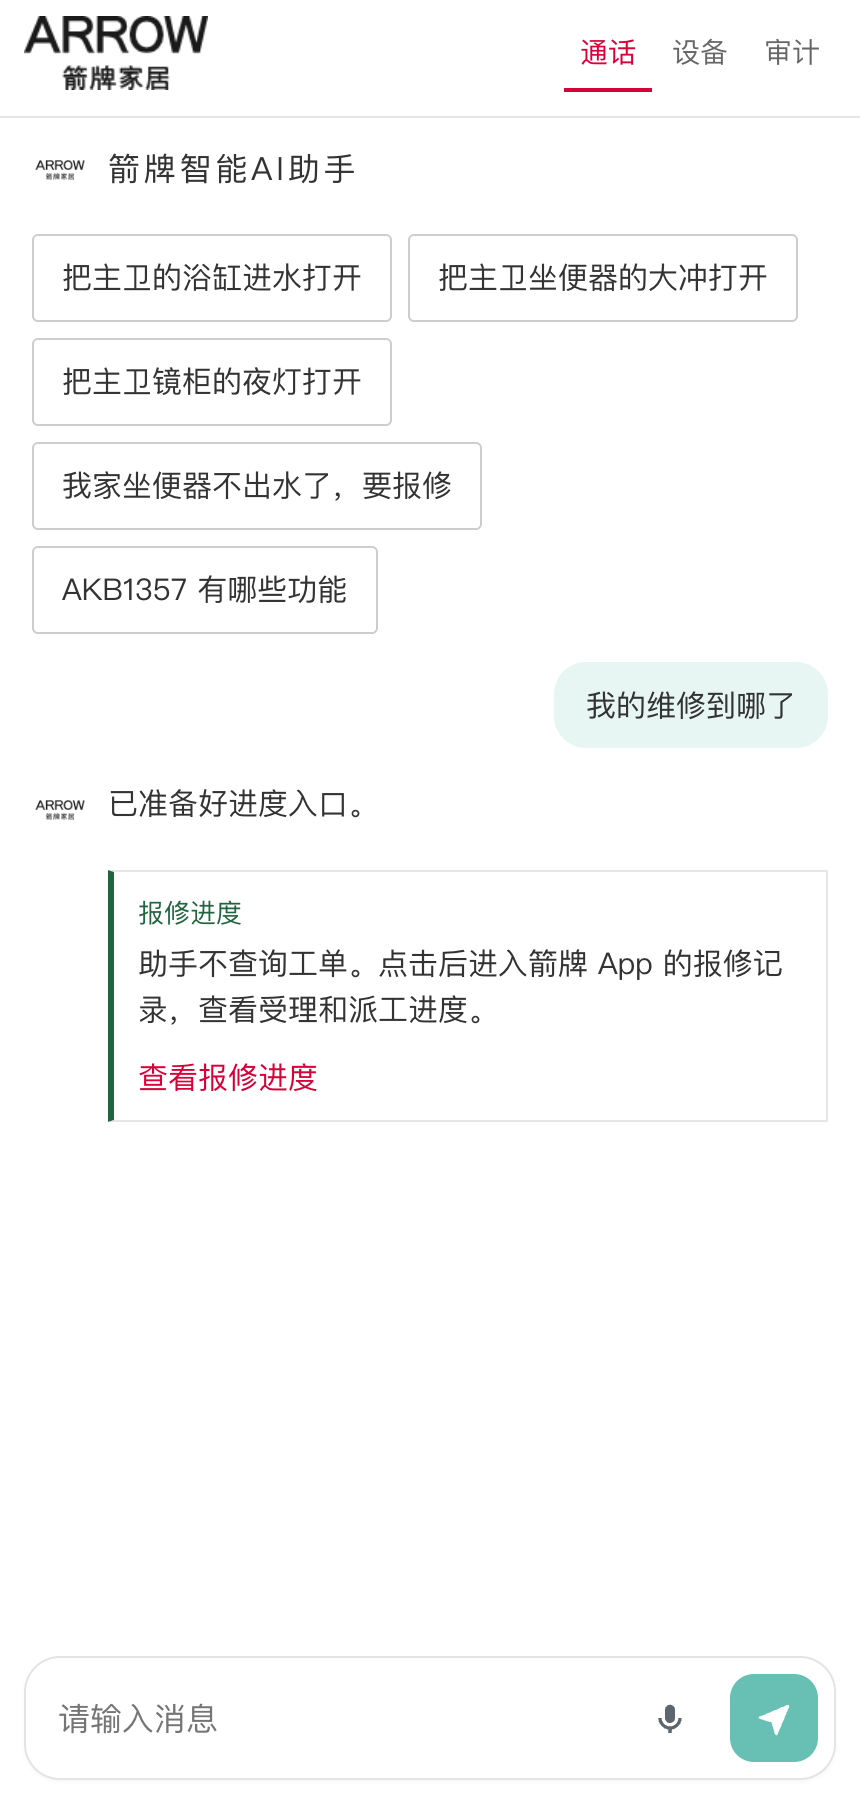 ARROW
箭牌家居
通话 设备 审计
ARROW
箭牌家居
箭牌智能AI助手
把主卫的浴缸进水打开
把主卫坐便器的大冲打开
把主卫镜柜的夜灯打开
我家坐便器不出水了，要报修
AKB1357 有哪些功能
我的维修到哪了
ARROW
箭牌家居
已准备好进度入口。
报修进度
助手不查询工单。点击后进入箭牌 App 的报修记
录，查看受理和派工进度。
查看报修进度
请输入消息